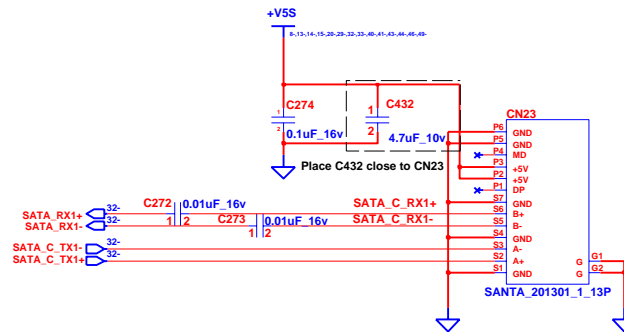 +V5S
8-,13-,14-,15-,20-,29-,32-,33-,40-,41-,43-,44-,46-,49-
1 C274
2
0.1uF_16v
1 C432
2
4.7uF_10v
Place C432 close to CN23
CN23
P6 GND
P5 GND
P4 MD
P3 +5V
P2 +5V
P1 DP
S7 GND
S6 B+
S5 B-
S4 GND
S3 A-
S2 A+
S1 GND
G G1
G G2
SANTA_201301_1_13P
SATA_RX1+ 32-
SATA_RX1- 32-
SATA_C_TX1- 32-
SATA_C_TX1+ 32-
C272 0.01uF_16v
1 2
C273 0.01uF_16v
1 2
SATA_C_RX1+
SATA_C_RX1-